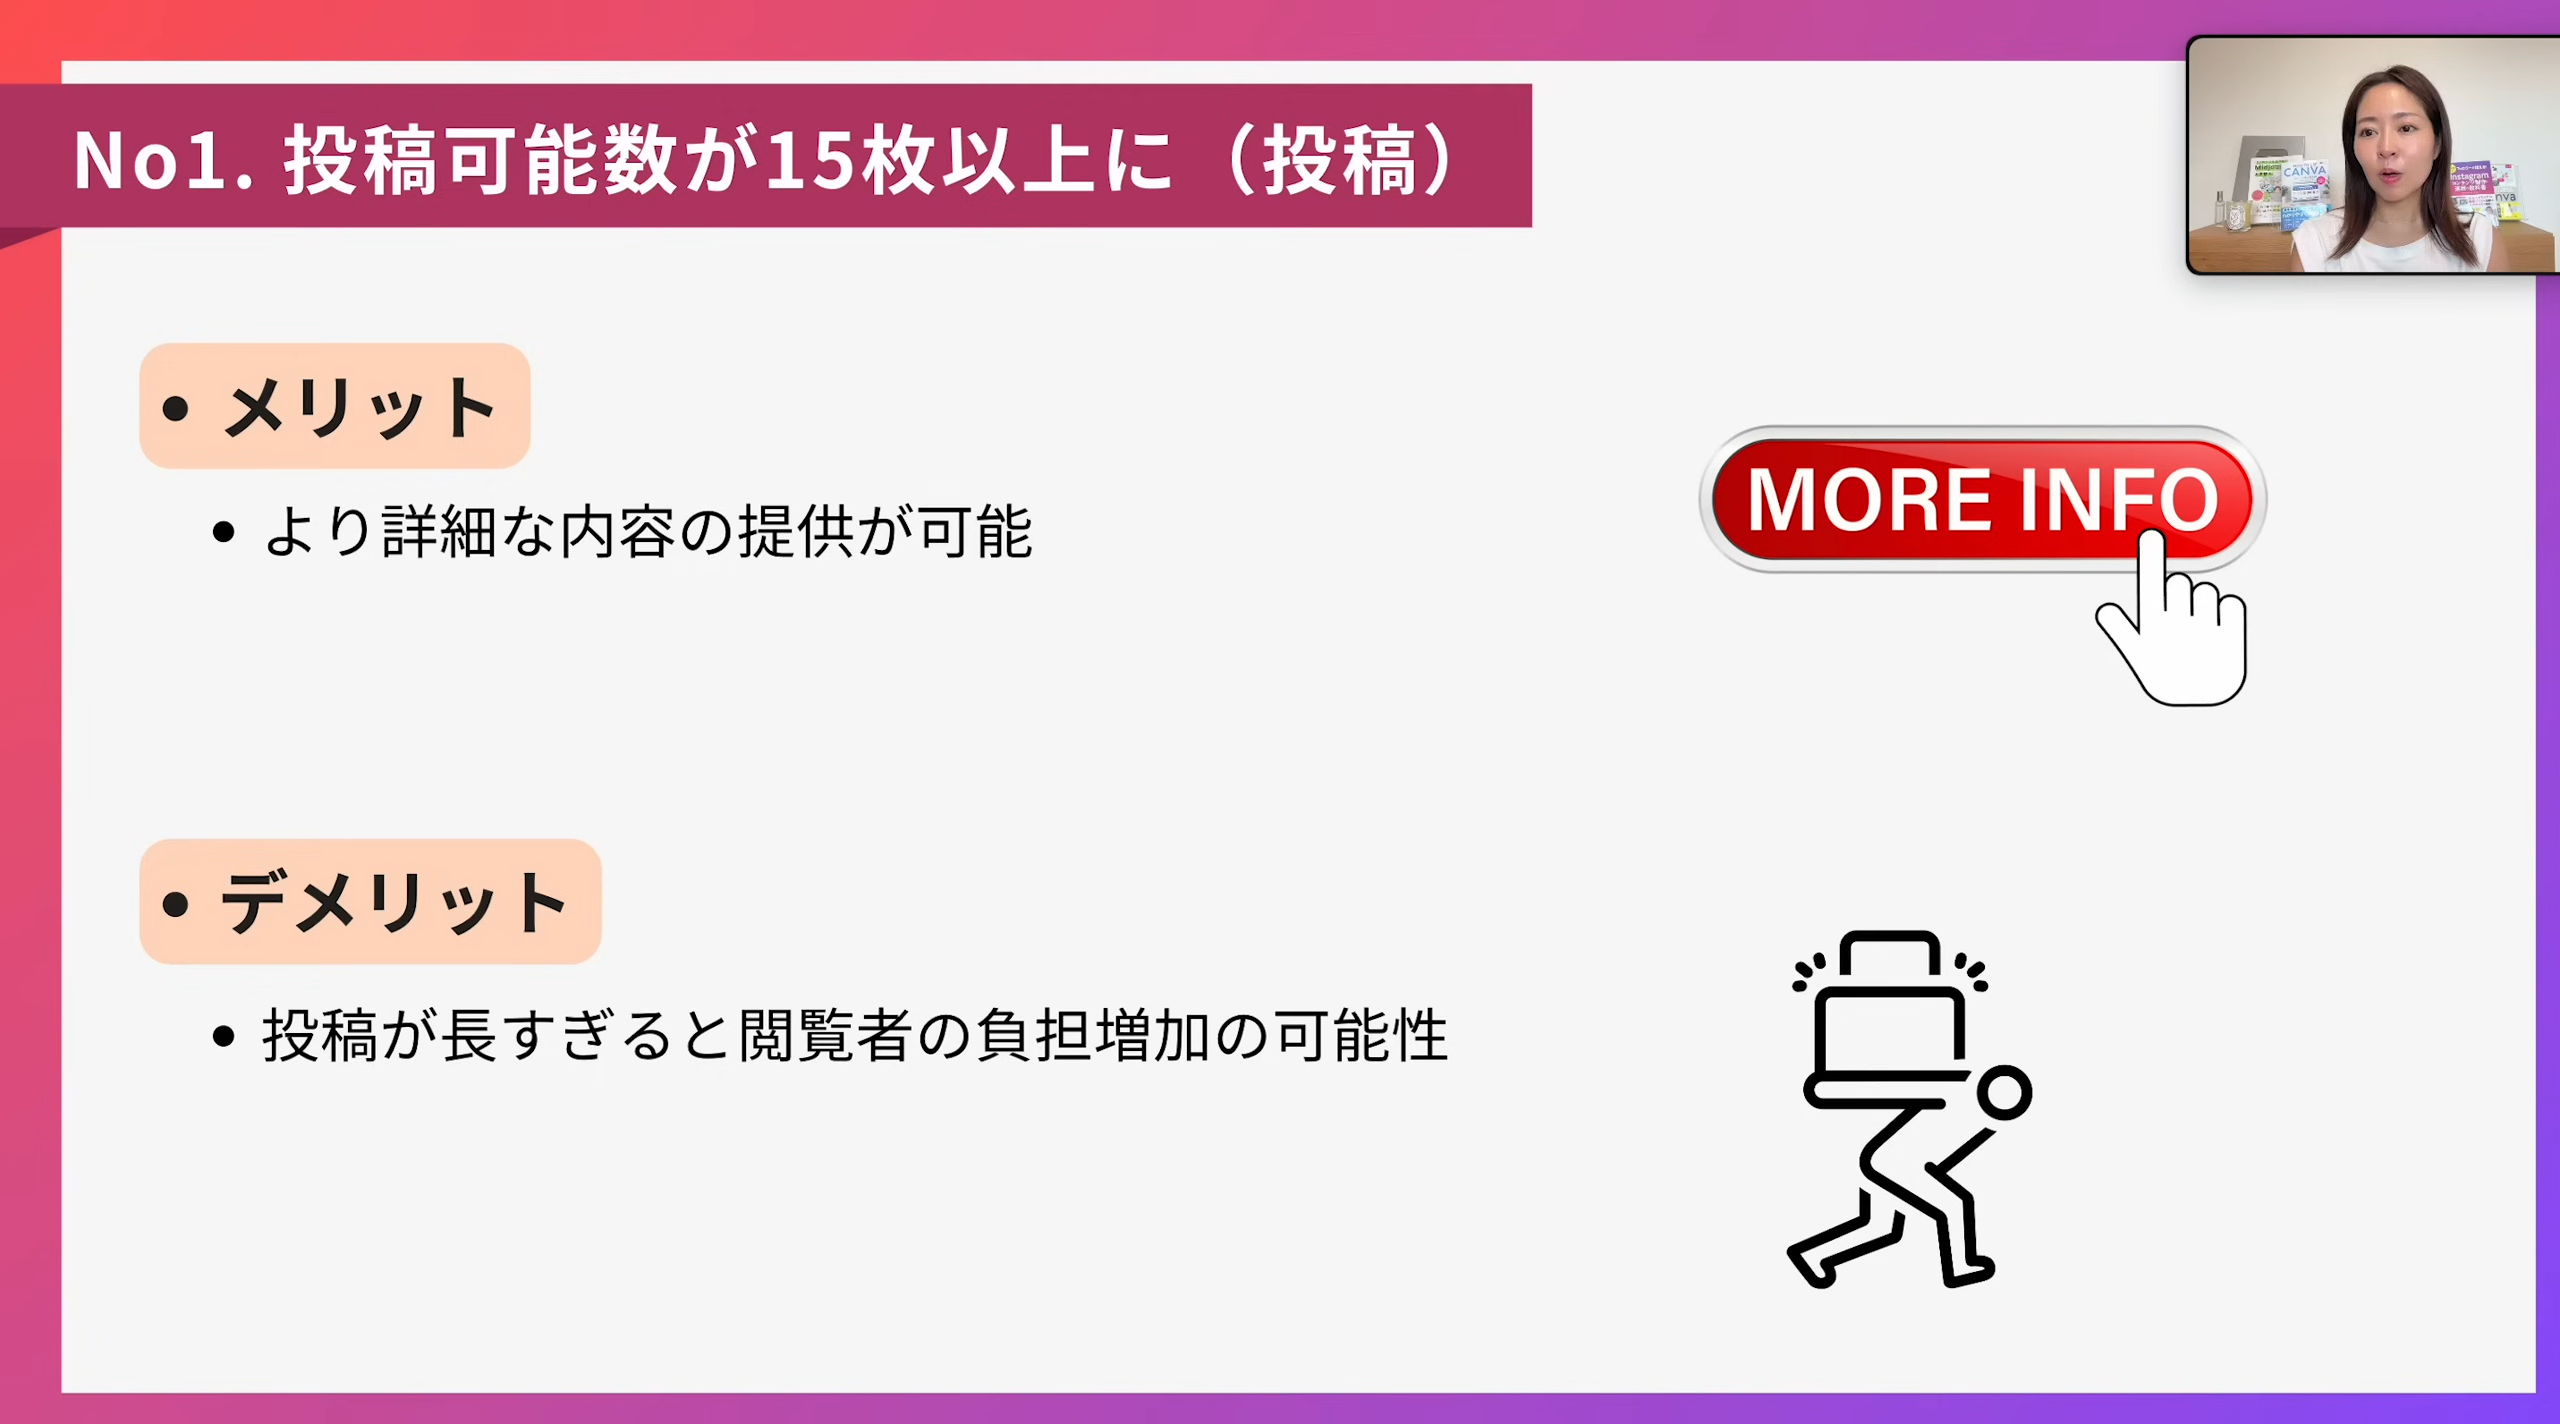 No1. 投稿可能数が15枚以上に（投稿）
• メリット
• より詳細な内容の提供が可能
MORE INFO
• デメリット
• 投稿が長すぎると閲覧者の負担増加の可能性
CANVA
Instagram